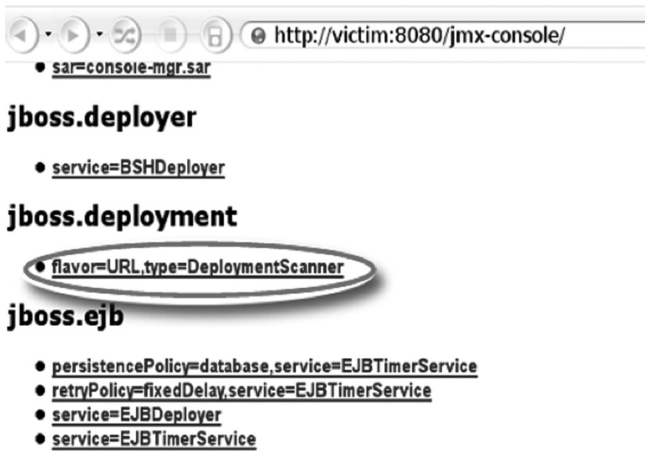 http://victim:8080/jmx-console/
sar=console-mgr.sar
jboss.deployer
service=BSHDeployer
jboss.deployment
flavor=URL,type=DeploymentScanner
jboss.ejb
persistencePolicy=database,service=EJBTimerService
retryPolicy=fixedDelay,service=EJBTimerService
service=EJBDeployer
service=EJBTimerService